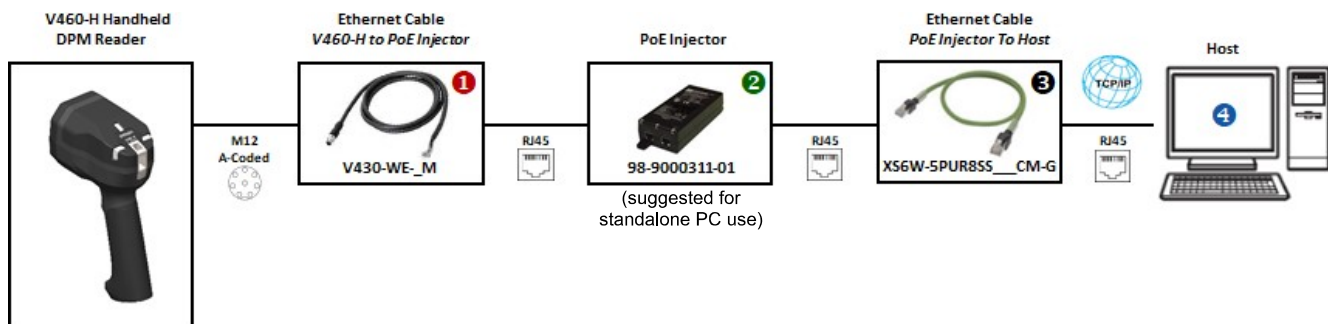 V460-H Handheld
DPM Reader
Ethernet Cable
V460-H to PoE Injector
PoE Injector
Ethernet Cable
PoE Injector To Host
Host
1
2
3
TCP/IP
4
M12
A-Coded
RJ45
RJ45
RJ45
V430-WE-_M
98-9000311-01
XS6W-5PUR8SS___CM-G
(suggested for
standalone PC use)